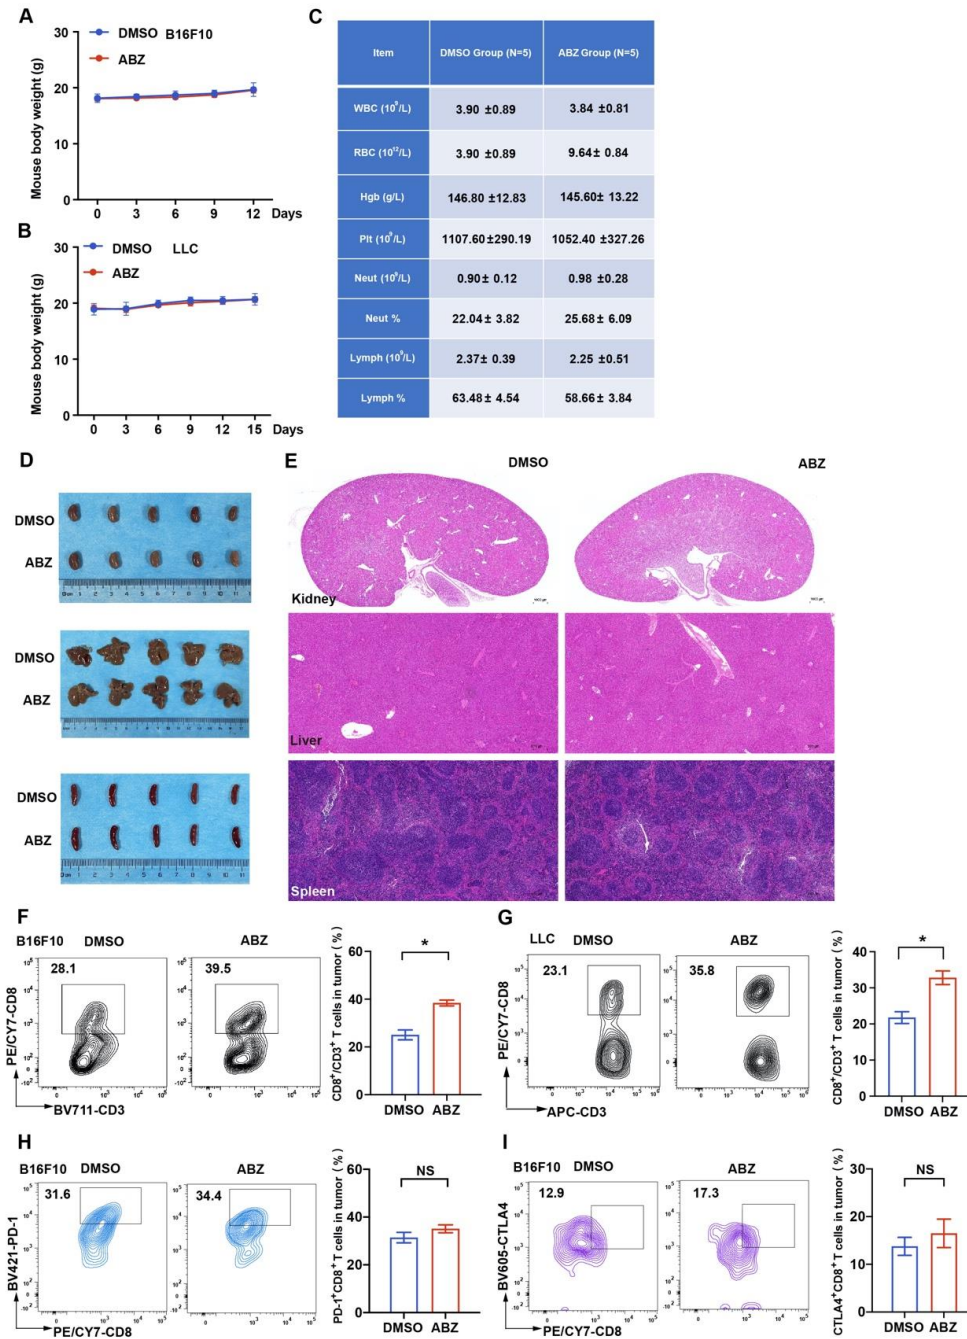 A
DMSO B16F10
ABZ
Mouse body weight (g)
30
20
10
0
0 3 6 9 12 Days
B
DMSO LLC
ABZ
Mouse body weight (g)
30
20
10
0
0 3 6 9 12 15 Days
C
Item DMSO Group (N=5) ABZ Group (N=5)
WBC (10⁹/L) 3.90 ±0.89 3.84 ±0.81
RBC (10¹²/L) 3.90 ±0.89 9.64± 0.84
Hgb (g/L) 146.80 ±12.83 145.60± 13.22
Plt (10⁹/L) 1107.60±290.19 1052.40 ±327.26
Neut (10⁹/L) 0.90± 0.12 0.98 ±0.28
Neut % 22.04± 3.82 25.68± 6.09
Lymph (10⁹/L) 2.37± 0.39 2.25 ±0.51
Lymph % 63.48± 4.54 58.66± 3.84
D
DMSO
ABZ
DMSO
ABZ
DMSO
ABZ
E
DMSO ABZ
Kidney
Liver
Spleen
F
B16F10 DMSO ABZ
28.1 39.5
PE/CY7-CD8
BV711-CD3
CD8⁺/CD3⁺ T cells in tumor (%)
60
40
20
0
*
DMSO ABZ
G
LLC DMSO ABZ
23.1 35.8
PE/CY7-CD8
APC-CD3
CD8⁺/CD3⁺ T cells in tumor (%)
40
30
20
10
0
*
DMSO ABZ
H
B16F10 DMSO ABZ
31.6 34.4
BV421-PD-1
PE/CY7-CD8
PD-1⁺CD8⁺T cells in tumor (%)
60
40
20
0
NS
DMSO ABZ
I
B16F10 DMSO ABZ
12.9 17.3
BV605-CTLA4
PE/CY7-CD8
CTLA4⁺CD8⁺T cells in tumor (%)
30
20
10
0
NS
DMSO ABZ